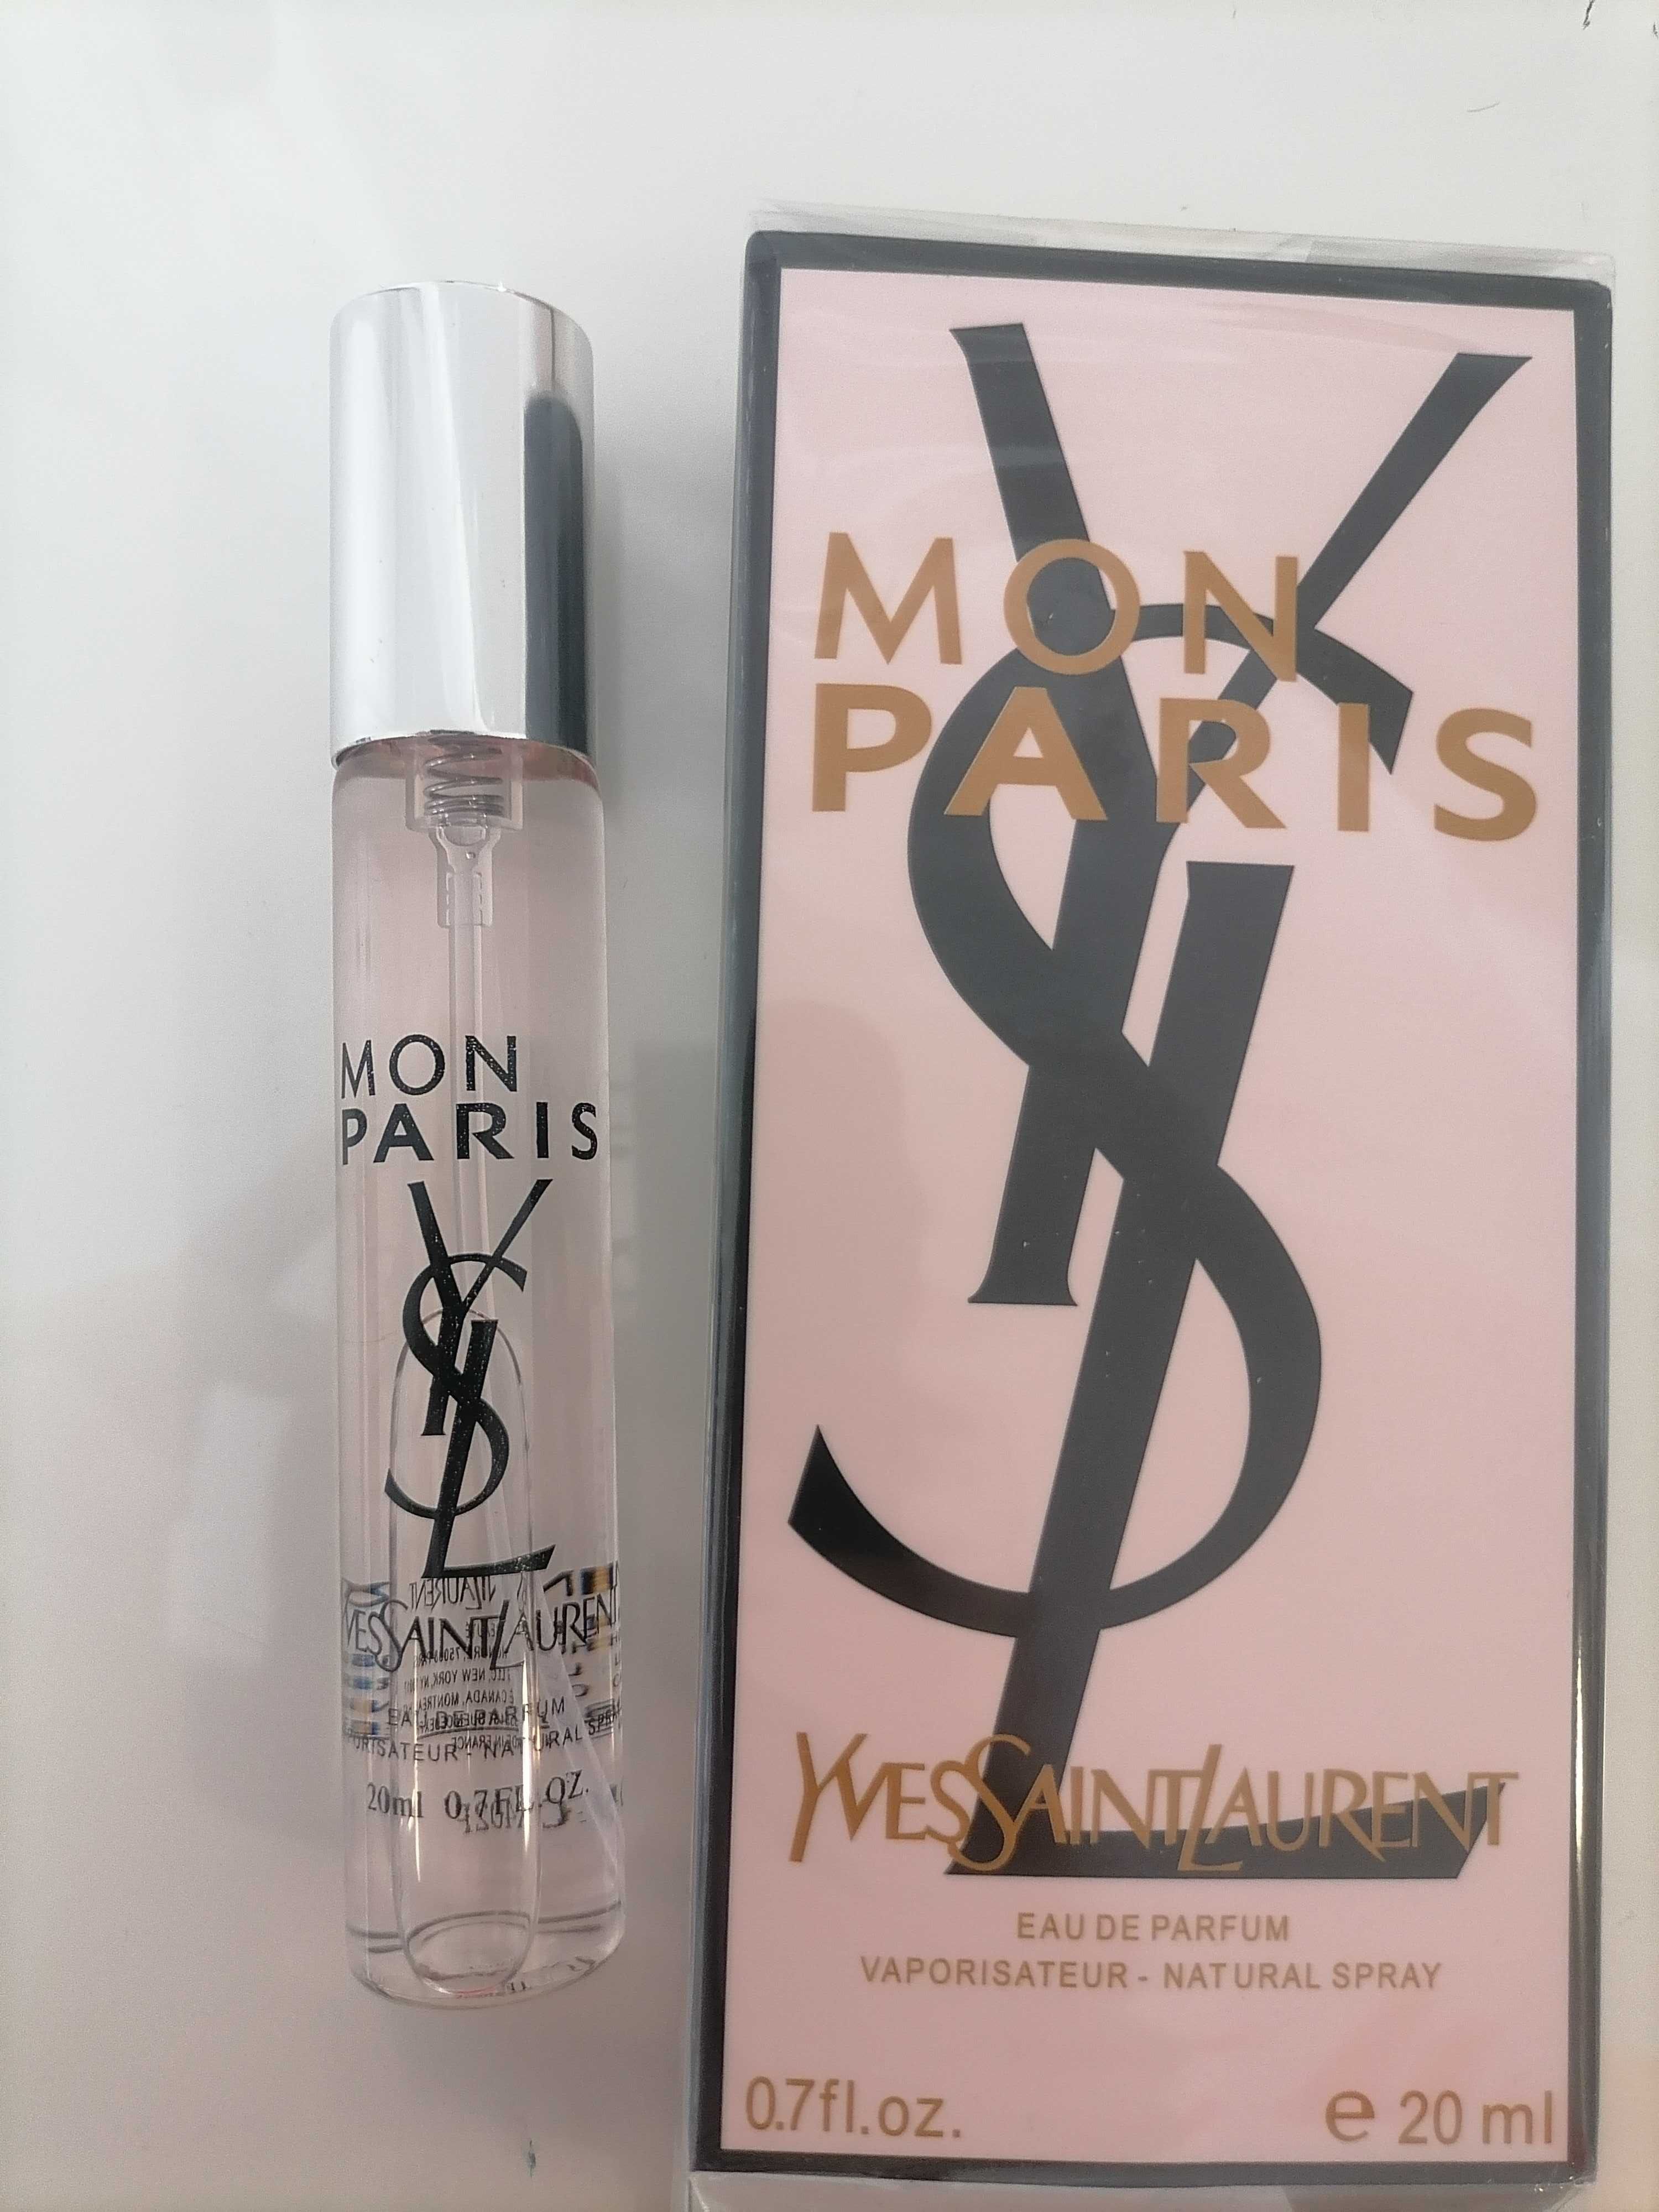 MON
PARIS
YSL
YVESSAINTLAURENT
EAU DE PARFUM
VAPORISATEUR - NATURAL SPRAY
20ml 0.7FL.OZ.
MON
PARIS
YSL
YVESSAINTLAURENT
EAU DE PARFUM
VAPORISATEUR - NATURAL SPRAY
0.7fl.oz.
e 20 ml